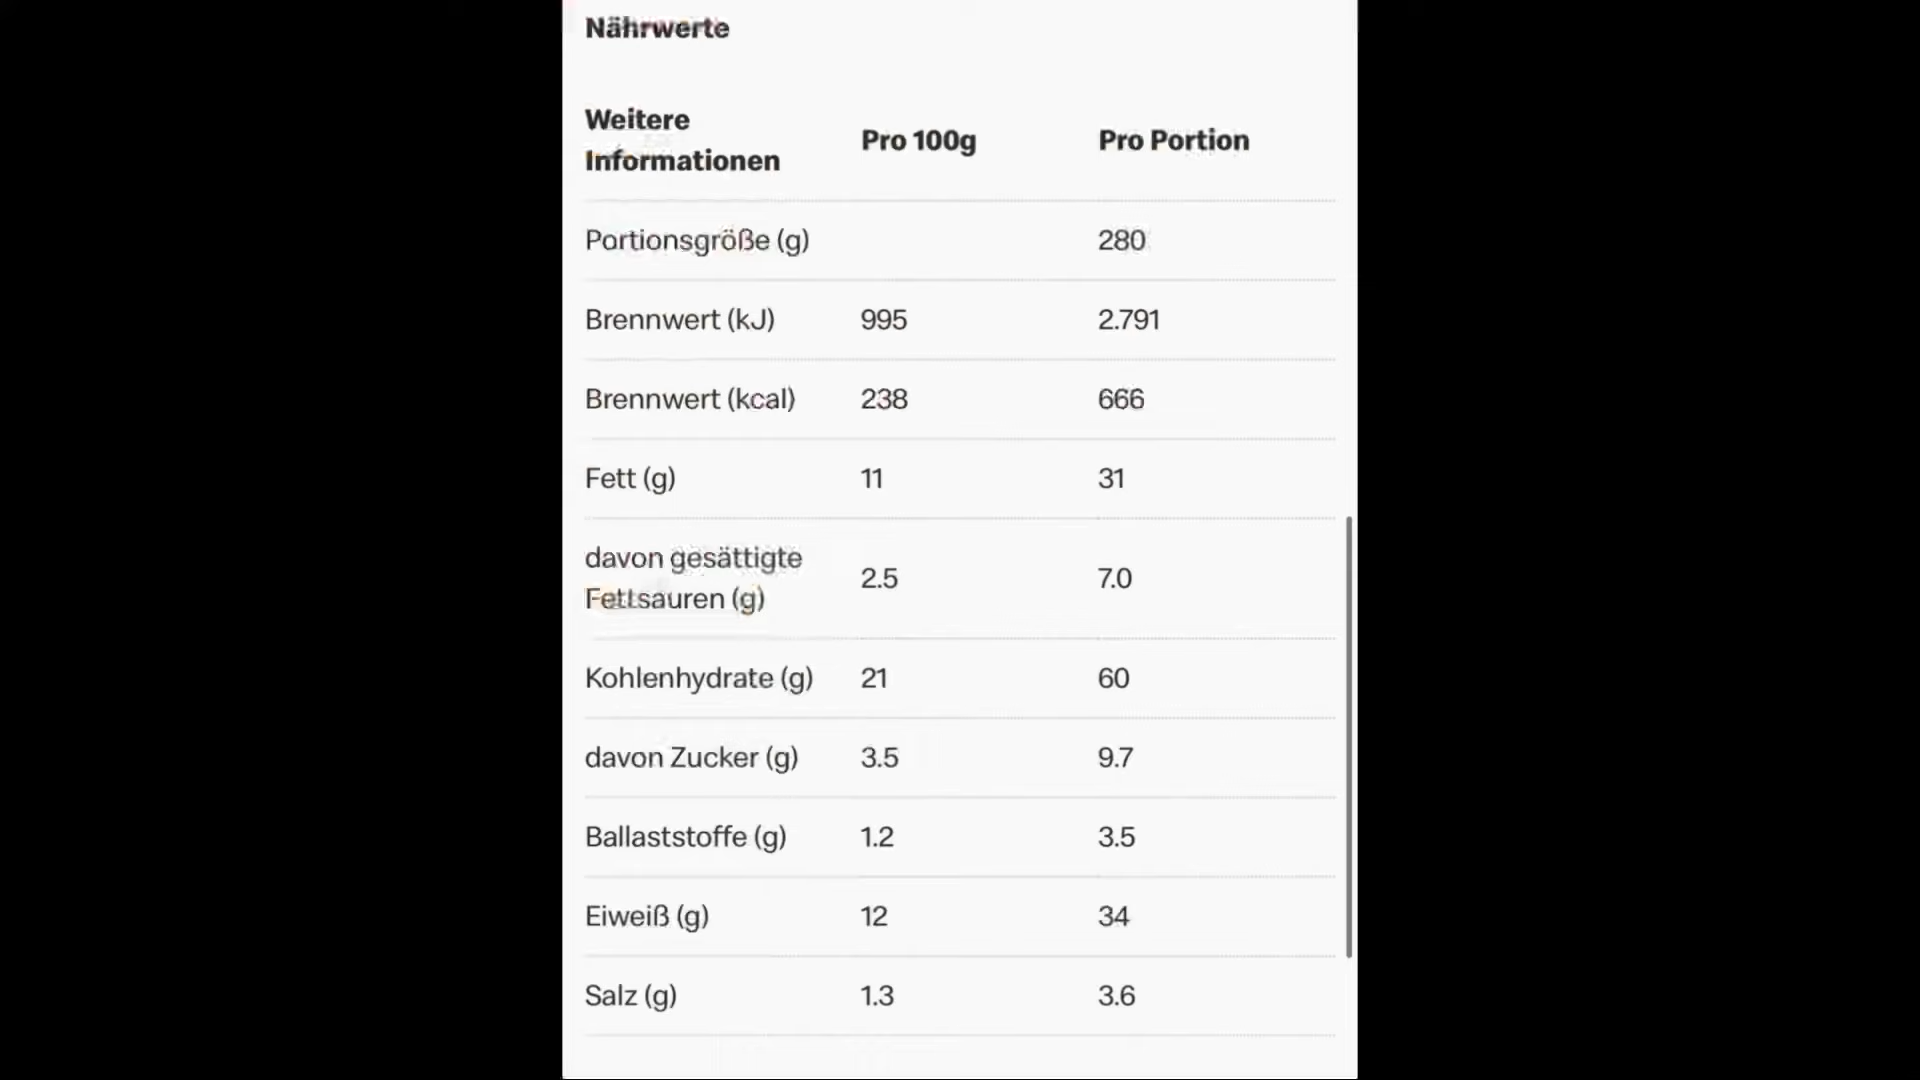 Nährwerte
Weitere
Informationen
Pro 100g
Pro Portion
Portionsgröße (g)
280
Brennwert (kJ)
995
2.791
Brennwert (kcal)
238
666
Fett (g)
11
31
davon gesättigte
Fettsäuren (g)
2.5
7.0
Kohlenhydrate (g)
21
60
davon Zucker (g)
3.5
9.7
Ballaststoffe (g)
1.2
3.5
Eiweiß (g)
12
34
Salz (g)
1.3
3.6